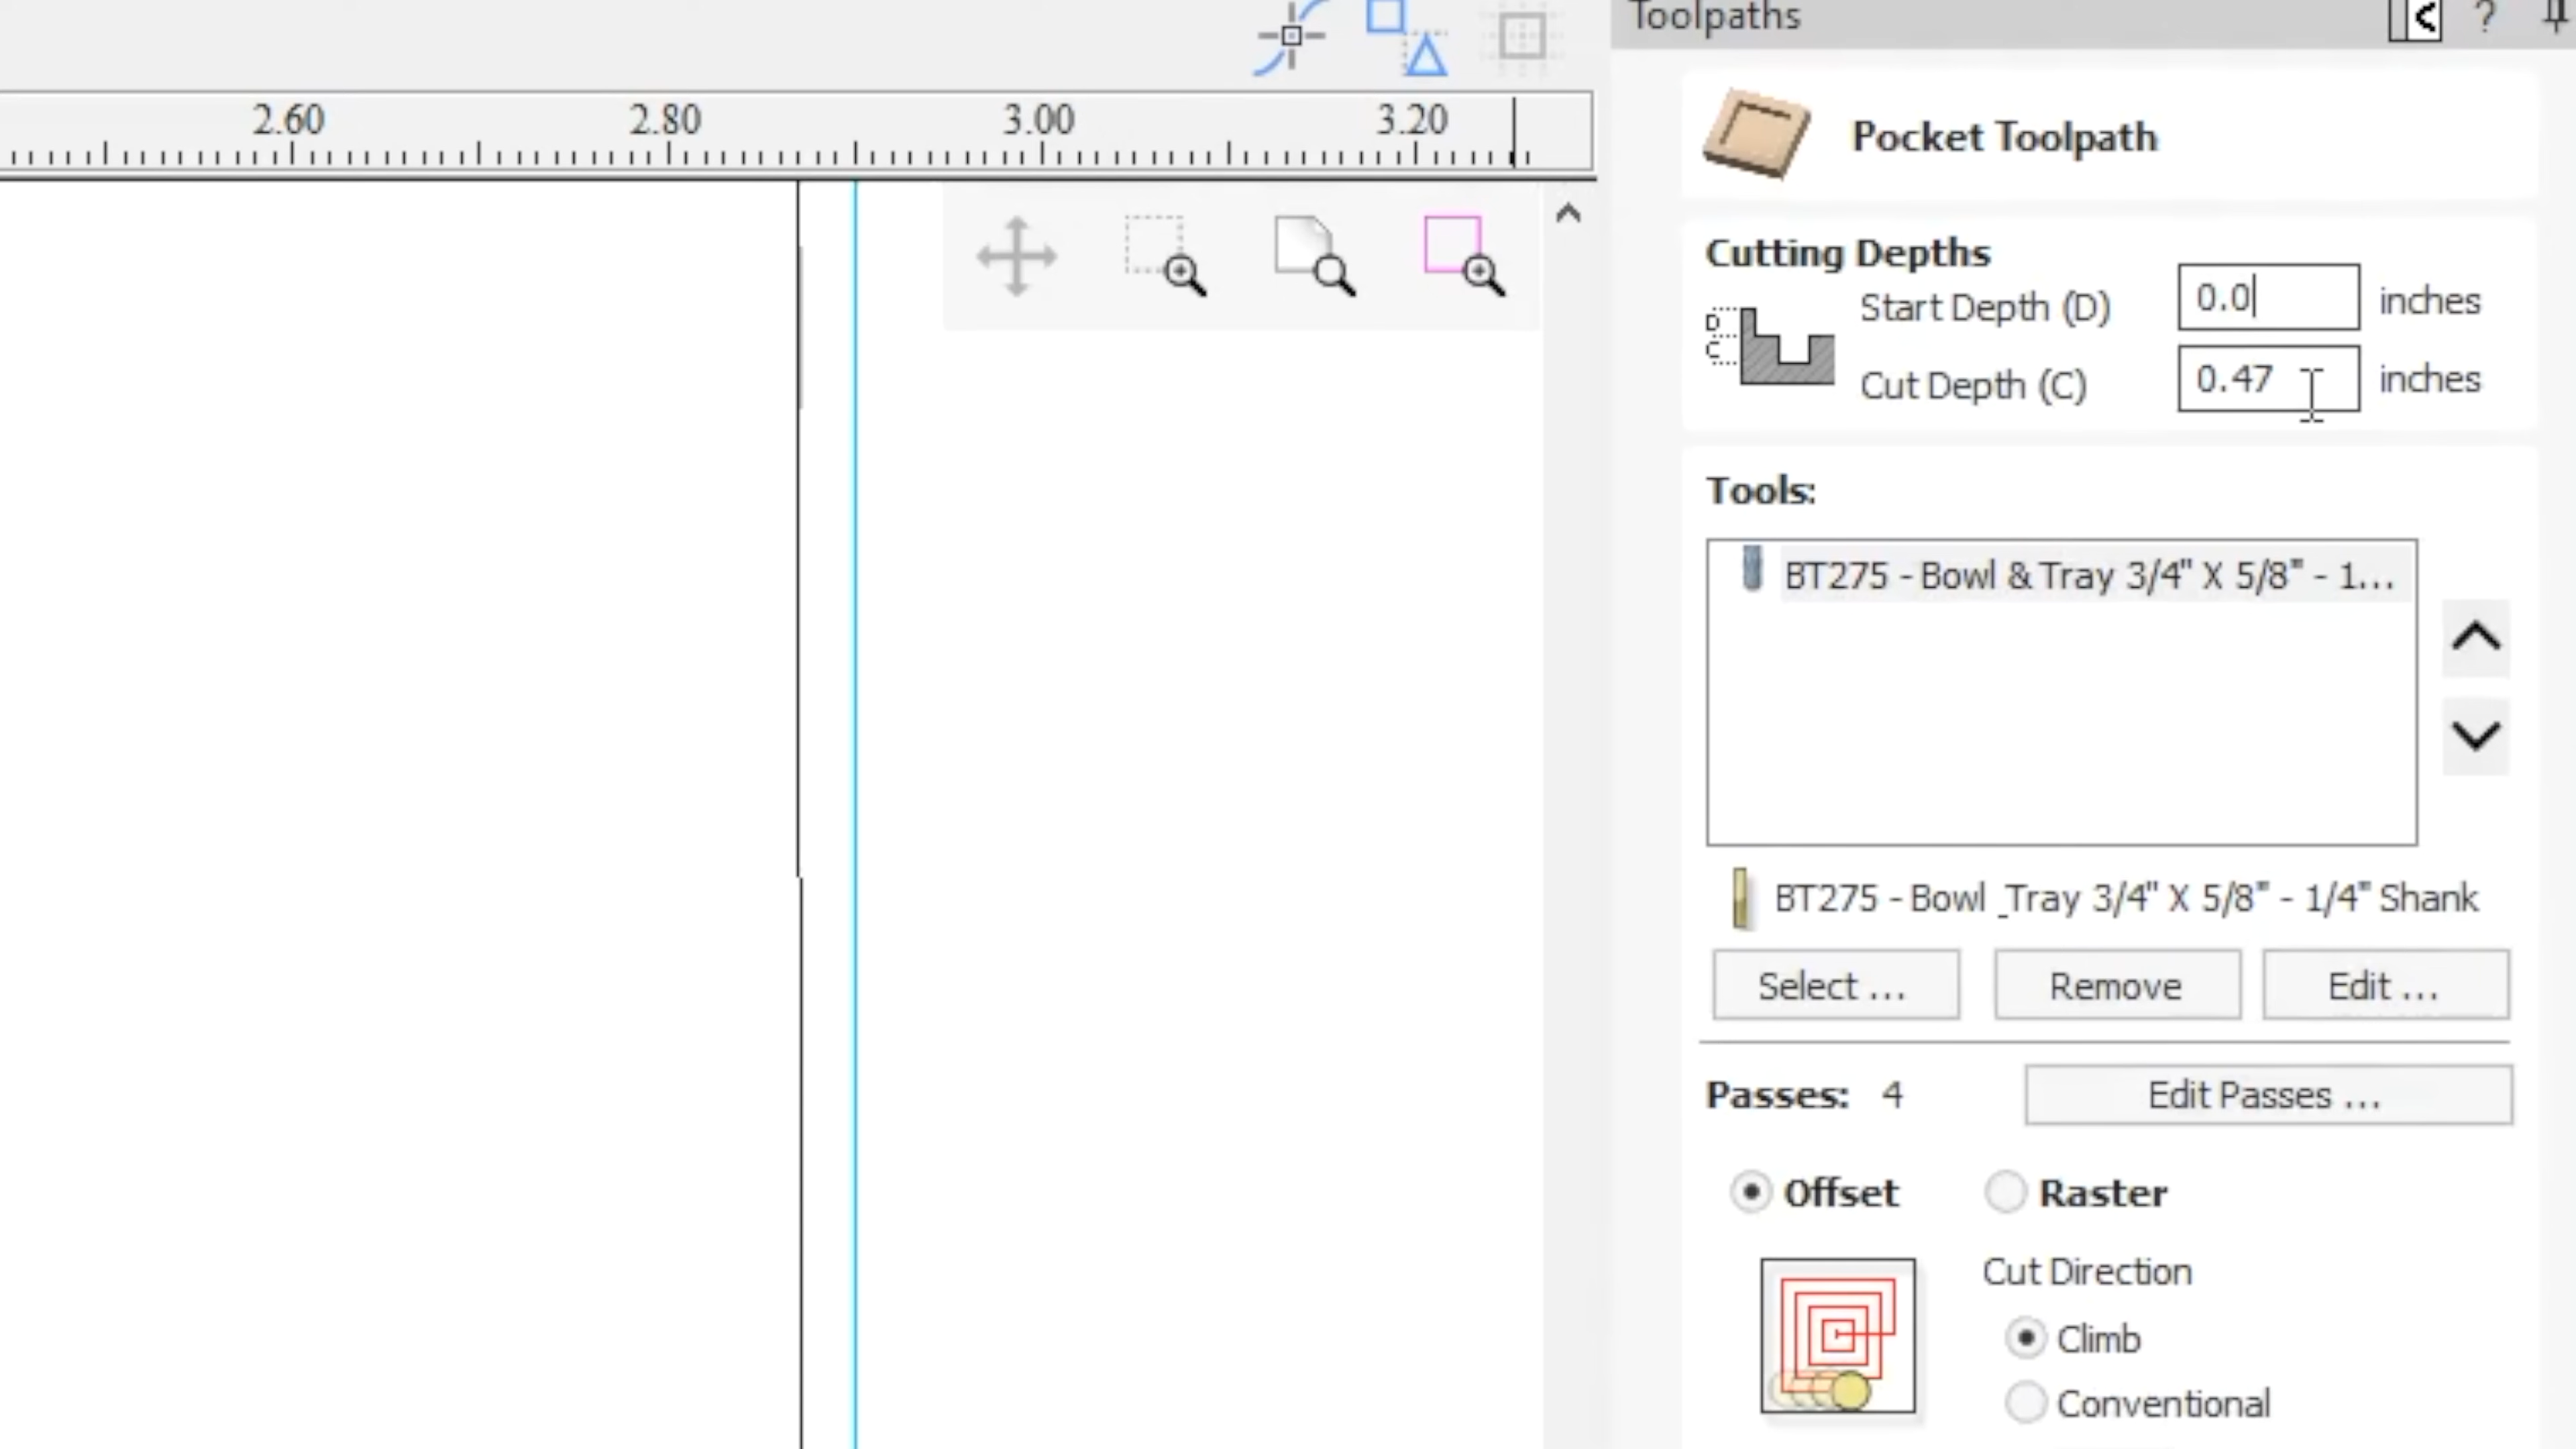 Toolpaths
?
2.60 2.80 3.00 3.20
Pocket Toolpath
Cutting Depths
D
C
Start Depth (D) 0.0 inches
Cut Depth (C) 0.47 inches
Tools:
BT275 - Bowl & Tray 3/4" X 5/8" - 1...
BT275 - Bowl _Tray 3/4" X 5/8" - 1/4" Shank
Select ... Remove Edit ...
Passes: 4 Edit Passes ...
Offset Raster
Cut Direction
Climb
Conventional